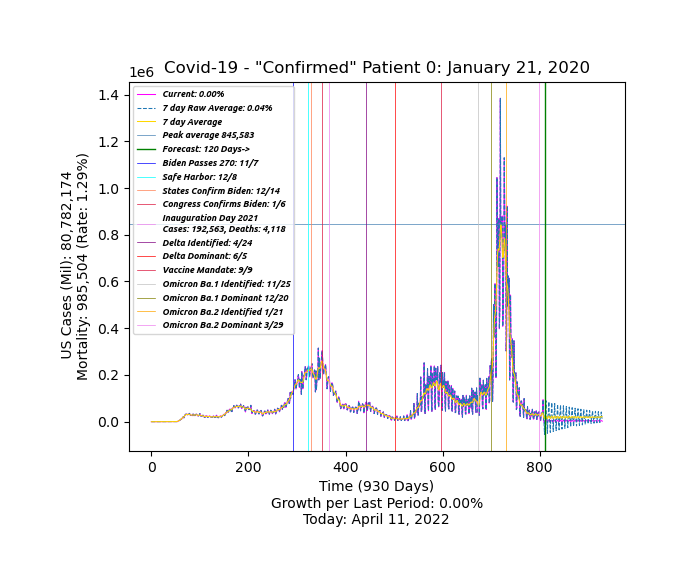 Covid-19 - "Confirmed" Patient 0: January 21, 2020
1e6
1.4
1.2
1.0
0.8
0.6
0.4
0.2
0.0
US Cases (Mil): 80,782,174
Mortality: 985,504 (Rate: 1.29%)
Current: 0.00%
7 day Raw Average: 0.04%
7 day Average
Peak average 845,583
Forecast: 120 Days->
Biden Passes 270: 11/7
Safe Harbor: 12/8
States Confirm Biden: 12/14
Congress Confirms Biden: 1/6
Inauguration Day 2021
Cases: 192,563, Deaths: 4,118
Delta Identified: 4/24
Delta Dominant: 6/5
Vaccine Mandate: 9/9
Omicron Ba.1 Identified: 11/25
Omicron Ba.1 Dominant 12/20
Omicron Ba.2 Identified 1/21
Omicron Ba.2 Dominant 3/29
0
200
400
600
800
Time (930 Days)
Growth per Last Period: 0.00%
Today: April 11, 2022